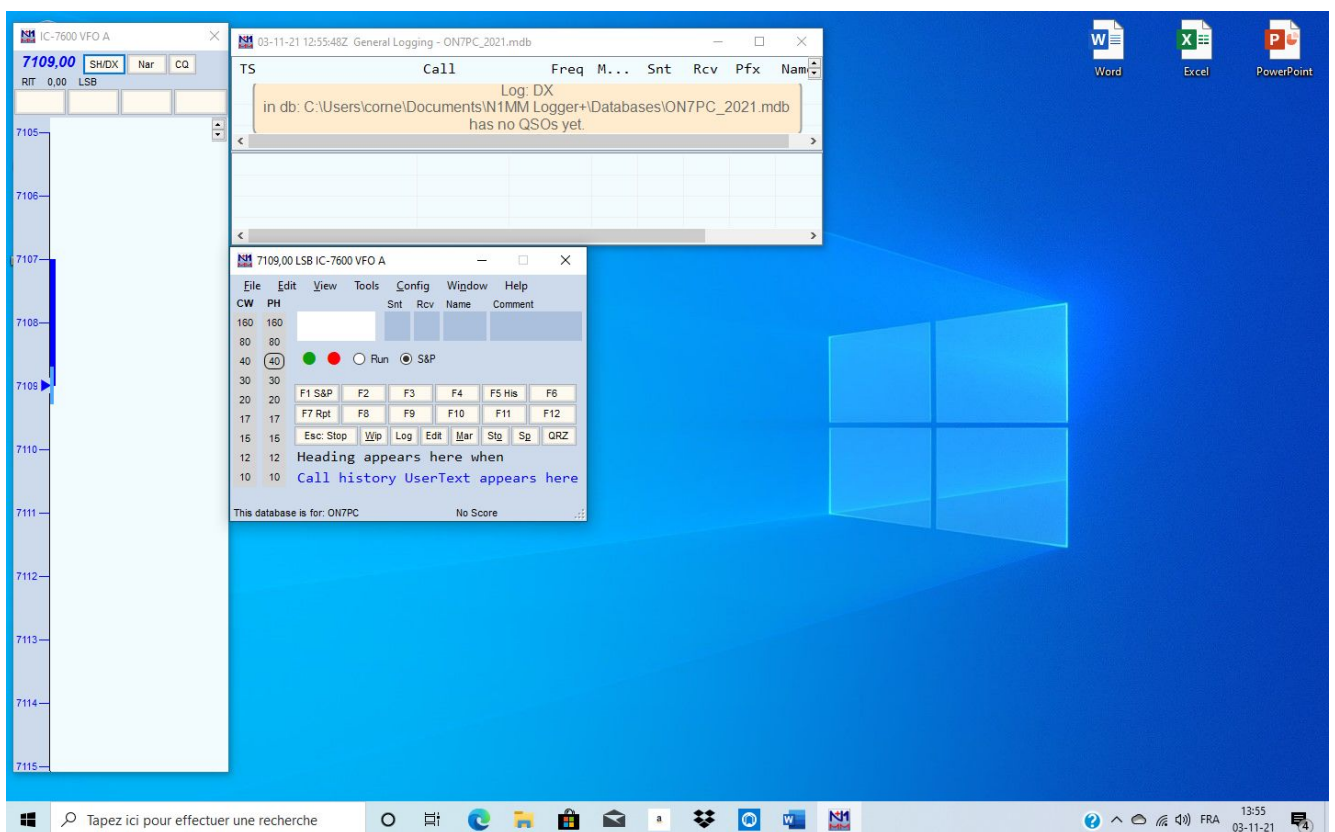 IC-7600 VFO A
7109,00 SH/DX Nar CQ
RIT 0,00 LSB
7105
7106
7107
7108
7109
7110
7111
7112
7113
7114
7115
03-11-21 12:55:48Z General Logging - ON7PC_2021.mdb
TS Call Freq M... Snt Rcv Pfx Nam
Log: DX
in db: C:\Users\corne\Documents\N1MM Logger+\Databases\ON7PC_2021.mdb
has no QSOs yet.
7109,00 LSB IC-7600 VFO A
File Edit View Tools Config Window Help
CW PH Snt Rcv Name Comment
160 160
80 80
40 40 Run S&P
30 30
20 20 F1 S&P F2 F3 F4 F5 His F6
17 17 F7 Rpt F8 F9 F10 F11 F12
15 15 Esc: Stop Wip Log Edt Mar Sto Sp QRZ
12 12 Heading appears here when
10 10 Call history UserText appears here
This database is for: ON7PC No Score
Word Excel PowerPoint
Tapez ici pour effectuer une recherche
FRA
13:55
03-11-21
4